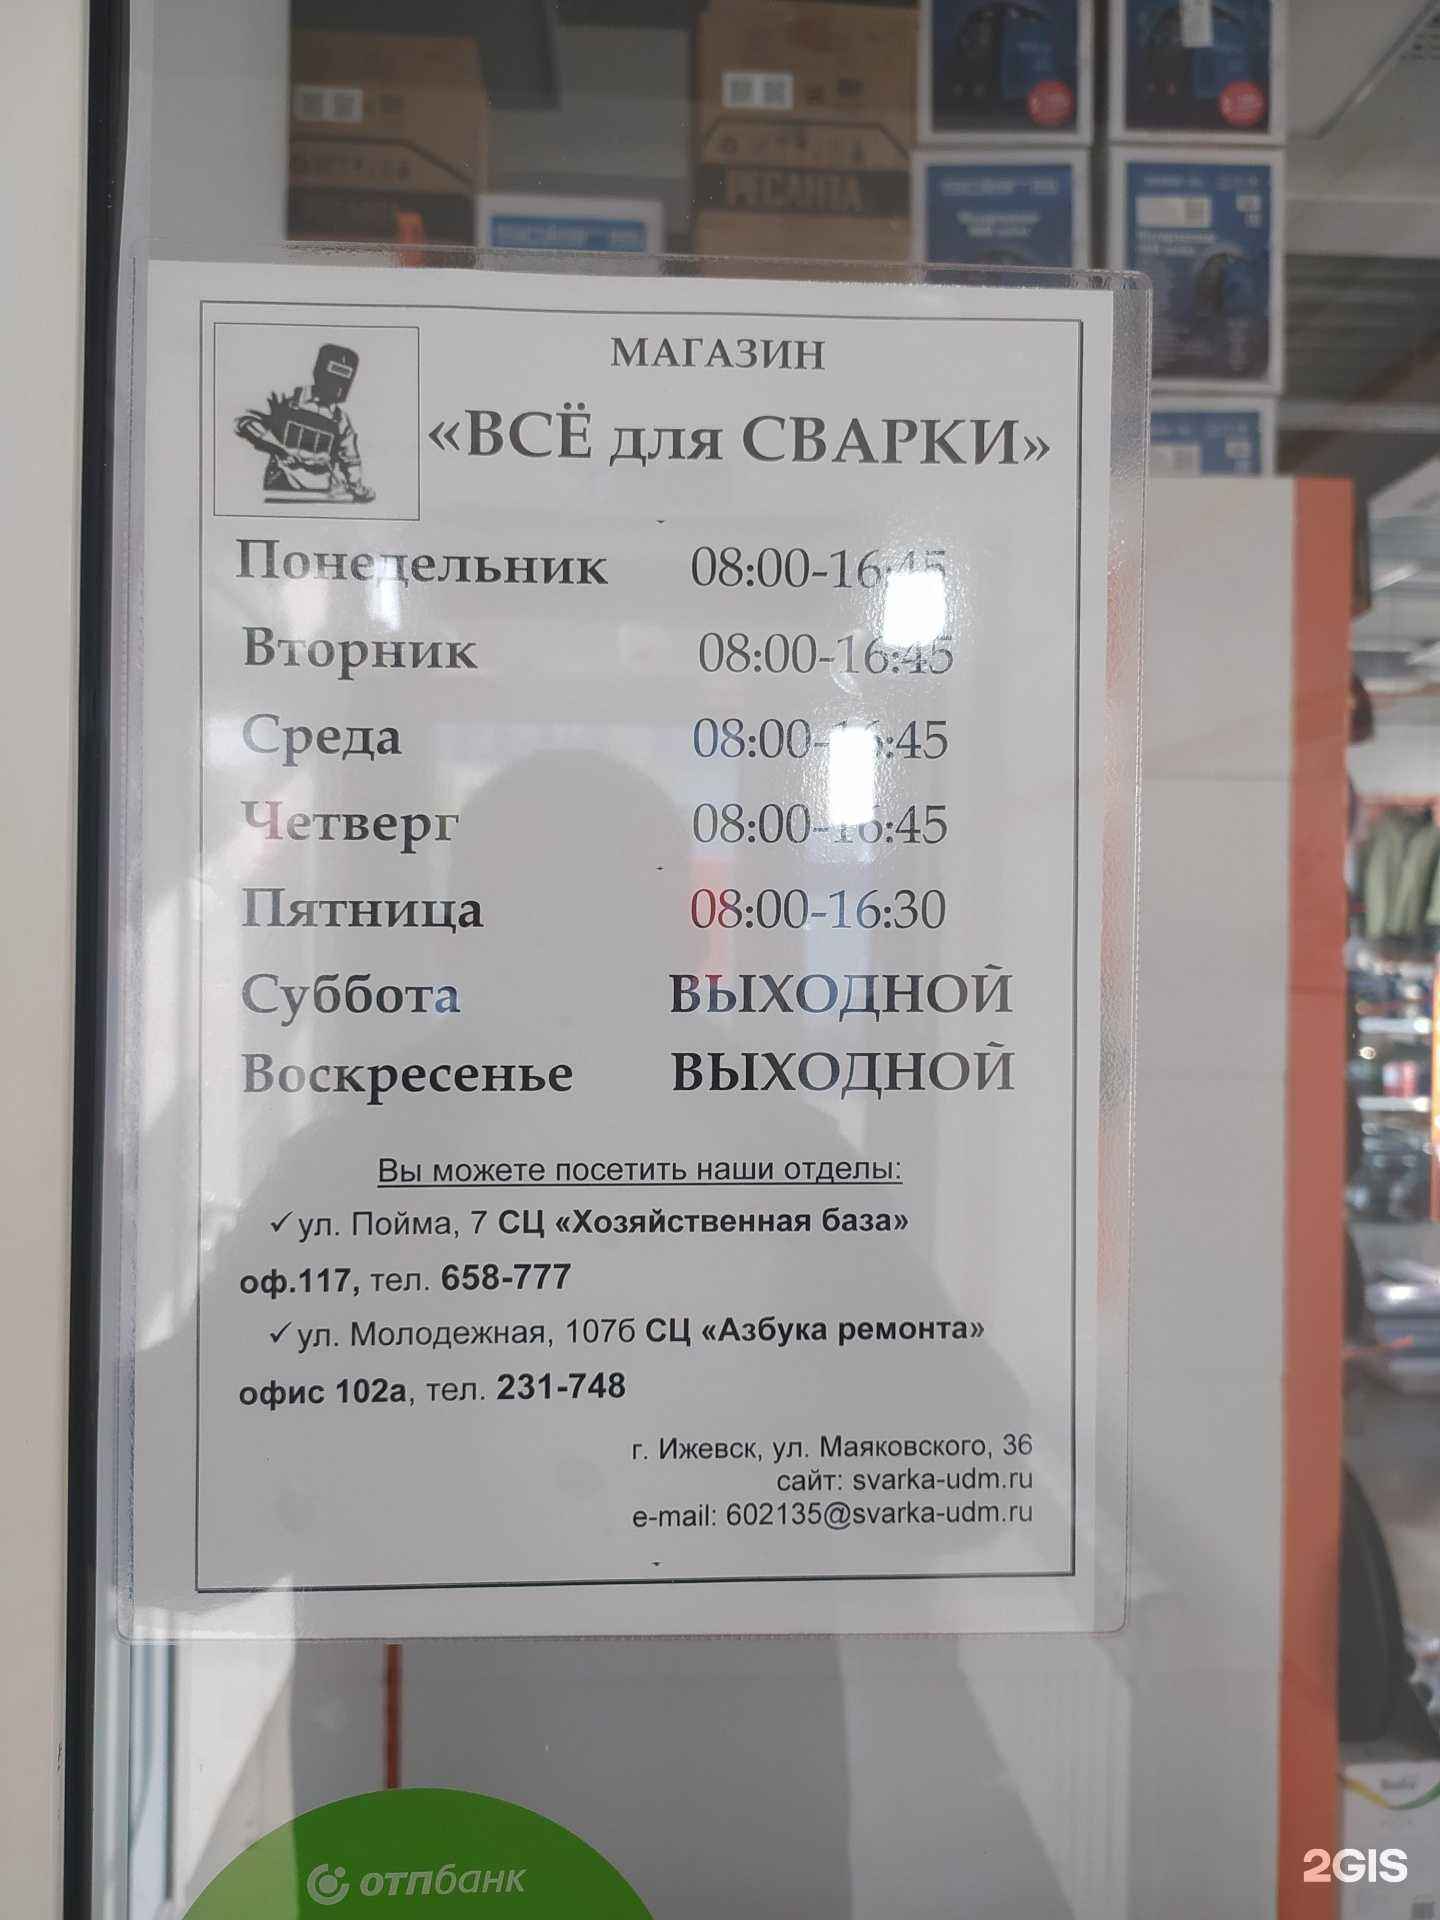 РЕСАНТА
МАГАЗИН
«ВСЁ для СВАРКИ»
Понедельник 08:00-16:45
Вторник 08:00-16:45
Среда 08:00-16:45
Четверг 08:00-16:45
Пятница 08:00-16:30
Суббота ВЫХОДНОЙ
Воскресенье ВЫХОДНОЙ
Вы можете посетить наши отделы:
✓ул. Пойма, 7 СЦ «Хозяйственная база»
оф.117, тел. 658-777
✓ул. Молодежная, 107б СЦ «Азбука ремонта»
офис 102а, тел. 231-748
г. Ижевск, ул. Маяковского, 36
сайт: svarka-udm.ru
e-mail: 602135@svarka-udm.ru
отпбанк
2GIS